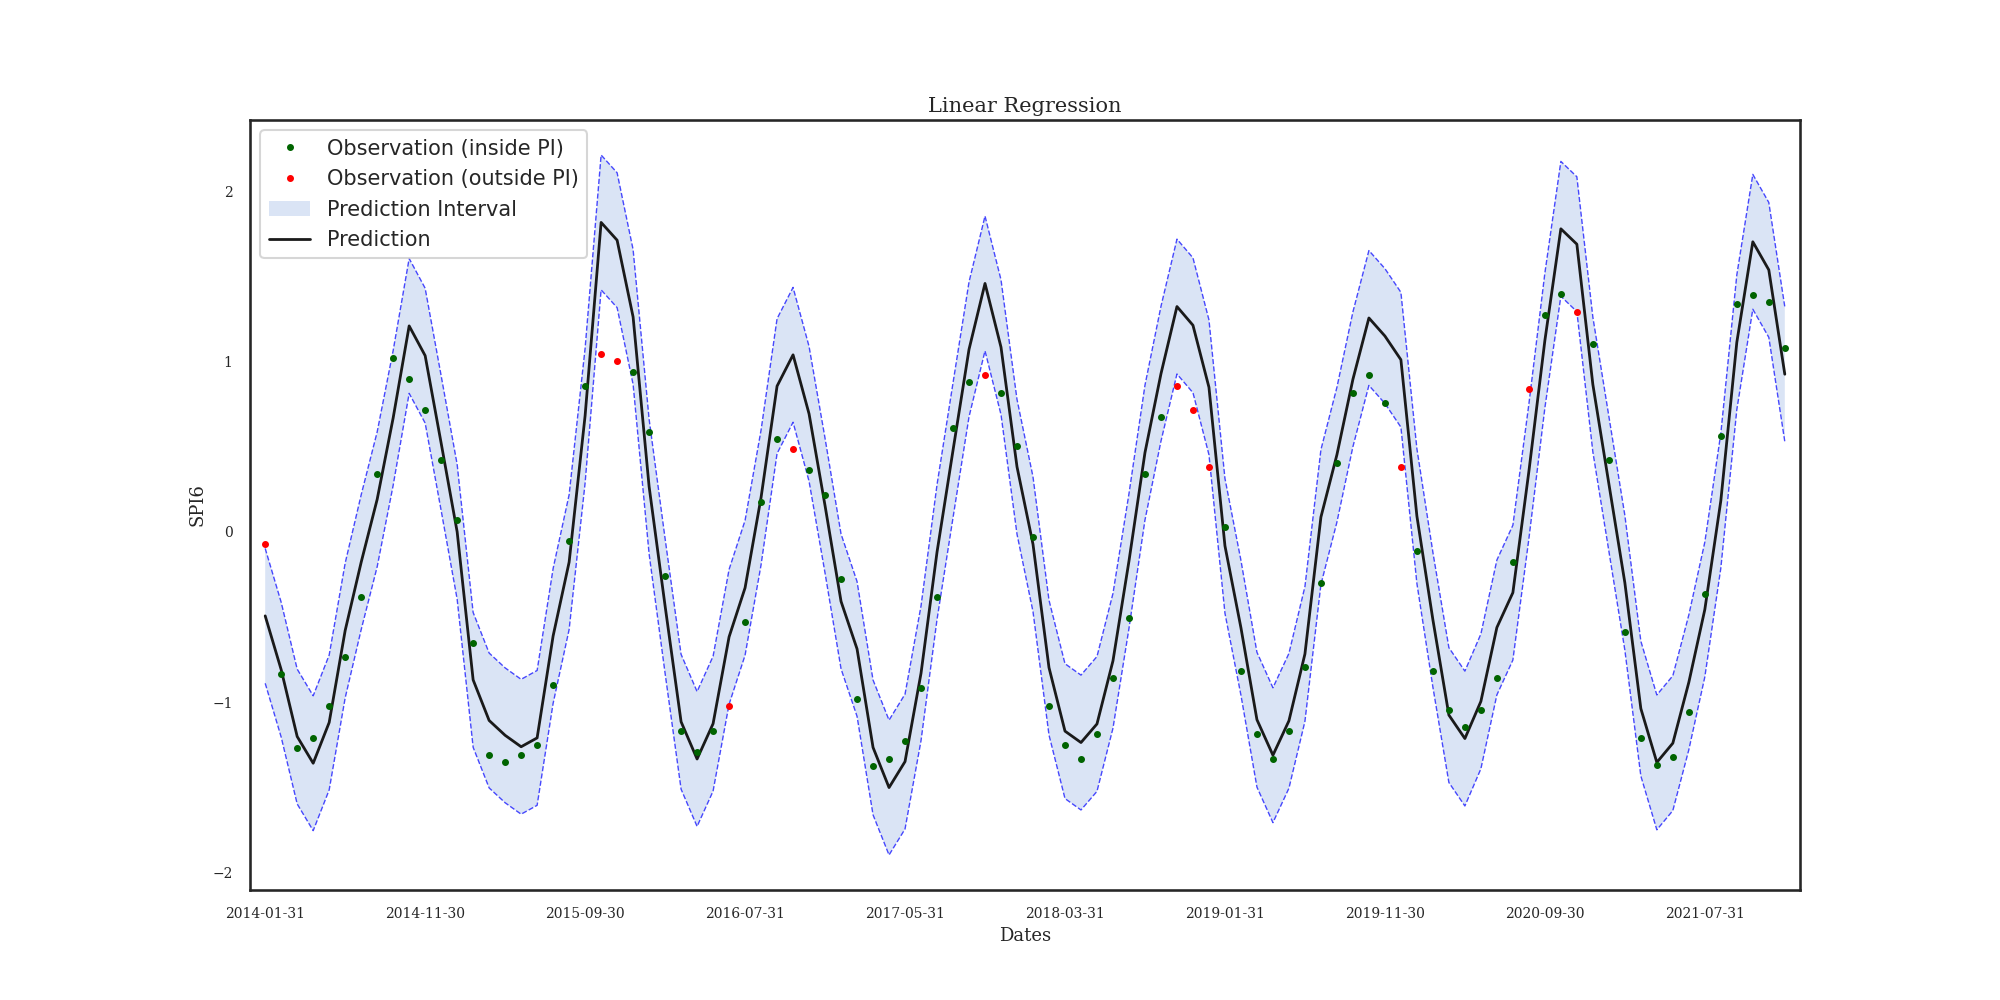 Linear Regression
Observation (inside PI)
Observation (outside PI)
Prediction Interval
Prediction
2
1
0
−1
−2
SPI6
2014-01-31 2014-11-30 2015-09-30 2016-07-31 2017-05-31 2018-03-31 2019-01-31 2019-11-30 2020-09-30 2021-07-31
Dates